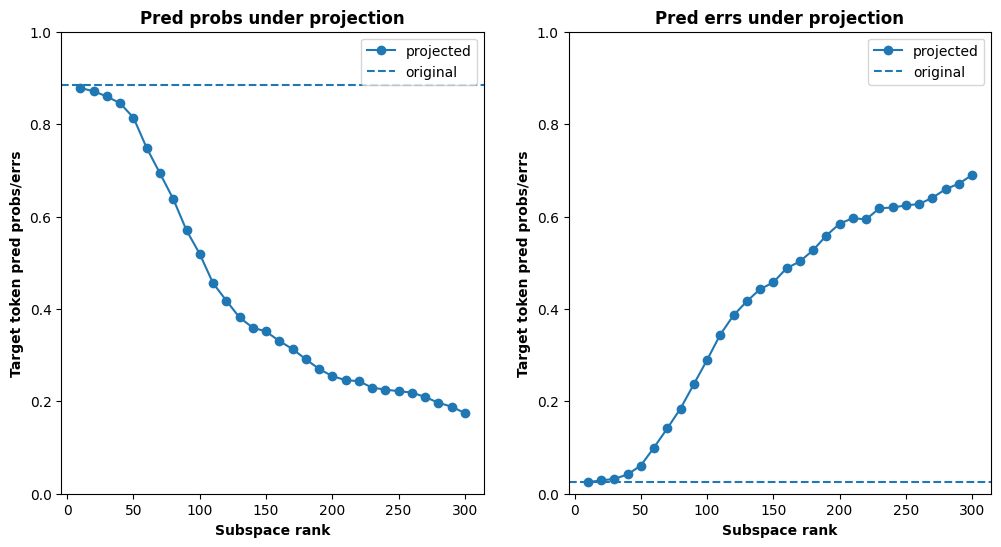 Pred probs under projection
Target token pred probs/errs
1.0
0.8
0.6
0.4
0.2
0.0
projected
original
0 50 100 150 200 250 300
Subspace rank
Pred errs under projection
Target token pred probs/errs
1.0
0.8
0.6
0.4
0.2
0.0
projected
original
0 50 100 150 200 250 300
Subspace rank